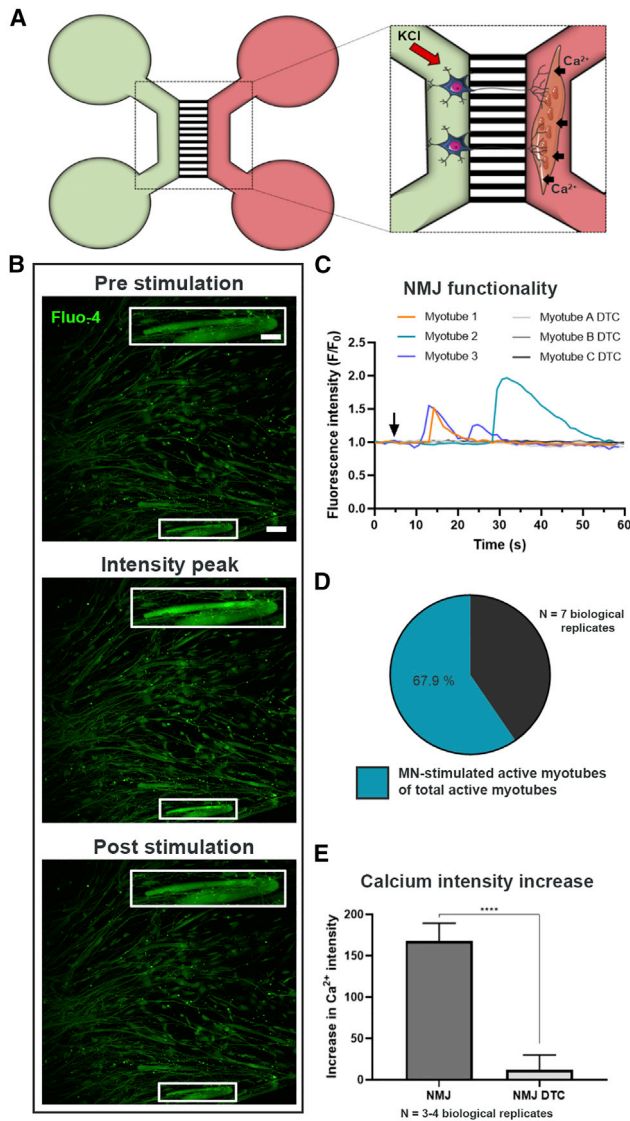 A
KCl
Ca²⁺
Ca²⁺
B
Pre stimulation
Fluo-4
Intensity peak
Post stimulation
C
NMJ functionality
Myotube 1
Myotube 2
Myotube 3
Myotube A DTC
Myotube B DTC
Myotube C DTC
Fluorescence intensity (F/F₀)
2.5
2.0
1.5
1.0
0.5
0.0
0 10 20 30 40 50 60
Time (s)
D
N = 7 biological
replicates
67,9 %
MN-stimulated active myotubes
of total active myotubes
E
Calcium intensity increase
****
Increase in Ca²⁺ intensity
200
150
100
50
0
NMJ NMJ DTC
N = 3-4 biological replicates